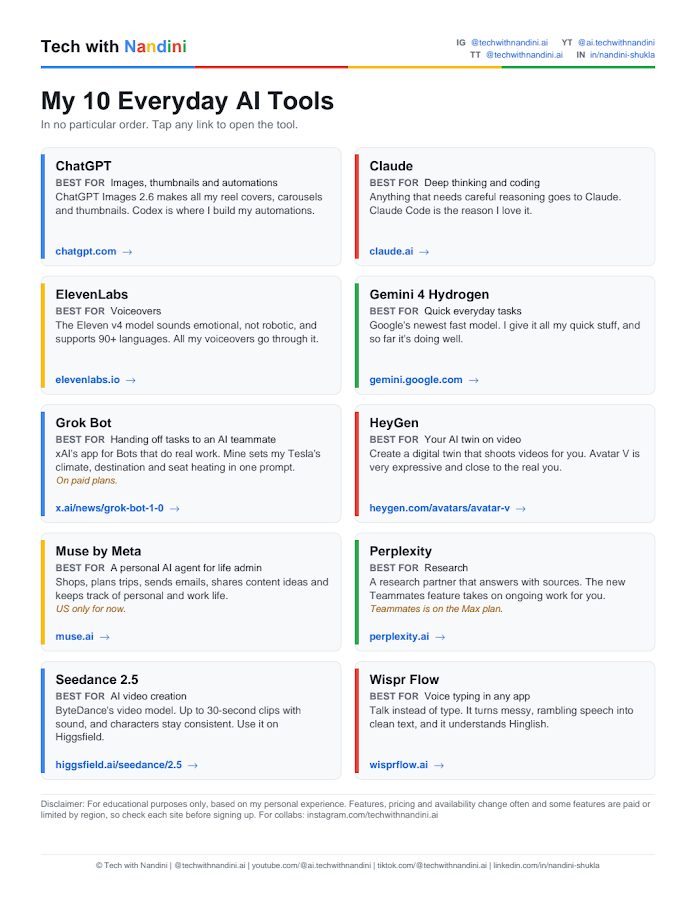 Tech with Nandini
IG @techwithnandini.ai YT @ai.techwithnandini
TT @techwithnandini.ai IN in/nandini-shukla
My 10 Everyday AI Tools
In no particular order. Tap any link to open the tool.
ChatGPT
BEST FOR Images, thumbnails and automations
ChatGPT Images 2.6 makes all my reel covers, carousels
and thumbnails. Codex is where I build my automations.
chatgpt.com →
Claude
BEST FOR Deep thinking and coding
Anything that needs careful reasoning goes to Claude.
Claude Code is the reason I love it.
claude.ai →
ElevenLabs
BEST FOR Voiceovers
The Eleven v4 model sounds emotional, not robotic, and
supports 90+ languages. All my voiceovers go through it.
elevenlabs.io →
Gemini 4 Hydrogen
BEST FOR Quick everyday tasks
Google's newest fast model. I give it all my quick stuff, and
so far it's doing well.
gemini.google.com →
Grok Bot
BEST FOR Handing off tasks to an AI teammate
xAI's app for Bots that do real work. Mine sets my Tesla's
climate, destination and seat heating in one prompt.
On paid plans.
x.ai/news/grok-bot-1-0 →
HeyGen
BEST FOR Your AI twin on video
Create a digital twin that shoots videos for you. Avatar V is
very expressive and close to the real you.
heygen.com/avatars/avatar-v →
Muse by Meta
BEST FOR A personal AI agent for life admin
Shops, plans trips, sends emails, shares content ideas and
keeps track of personal and work life.
US only for now.
muse.ai →
Perplexity
BEST FOR Research
A research partner that answers with sources. The new
Teammates feature takes on ongoing work for you.
Teammates is on the Max plan.
perplexity.ai →
Seedance 2.5
BEST FOR AI video creation
ByteDance's video model. Up to 30-second clips with
sound, and characters stay consistent. Use it on
Higgsfield.
higgsfield.ai/seedance/2.5 →
Wispr Flow
BEST FOR Voice typing in any app
Talk instead of type. It turns messy, rambling speech into
clean text, and it understands Hinglish.
wisprflow.ai →
Disclaimer: For educational purposes only, based on my personal experience. Features, pricing and availability change often and some features are paid or
limited by region, so check each site before signing up. For collabs: instagram.com/techwithnandini.ai
© Tech with Nandini | @techwithnandini.ai | youtube.com/@ai.techwithnandini | tiktok.com/@techwithnandini.ai | linkedin.com/in/nandini-shukla